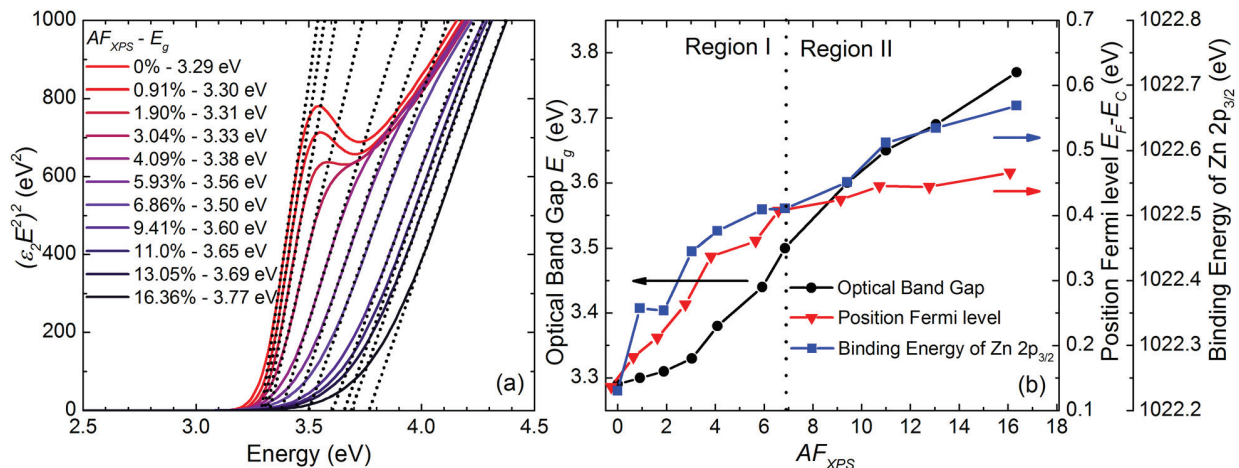 1000
800
600
400
200
0
(ε₂E²)² (eV²)
AF_XPS - E_g
0% - 3.29 eV
0.91% - 3.30 eV
1.90% - 3.31 eV
3.04% - 3.33 eV
4.09% - 3.38 eV
5.93% - 3.56 eV
6.86% - 3.50 eV
9.41% - 3.60 eV
11.0% - 3.65 eV
13.05% - 3.69 eV
16.36% - 3.77 eV
(a)
2.5 3.0 3.5 4.0 4.5
Energy (eV)
3.8
3.7
3.6
3.5
3.4
3.3
Optical Band Gap E_g (eV)
Region I
Region II
Optical Band Gap
Position Fermi level
Binding Energy of Zn 2p₃/₂
(b)
0 2 4 6 8 10 12 14 16
AF_XPS
0.7
0.6
0.5
0.4
0.3
0.2
0.1
Position Fermi level E_F-E_C (eV)
1022.8
1022.7
1022.6
1022.5
1022.4
1022.3
1022.2
Binding Energy of Zn 2p₃/₂ (eV)